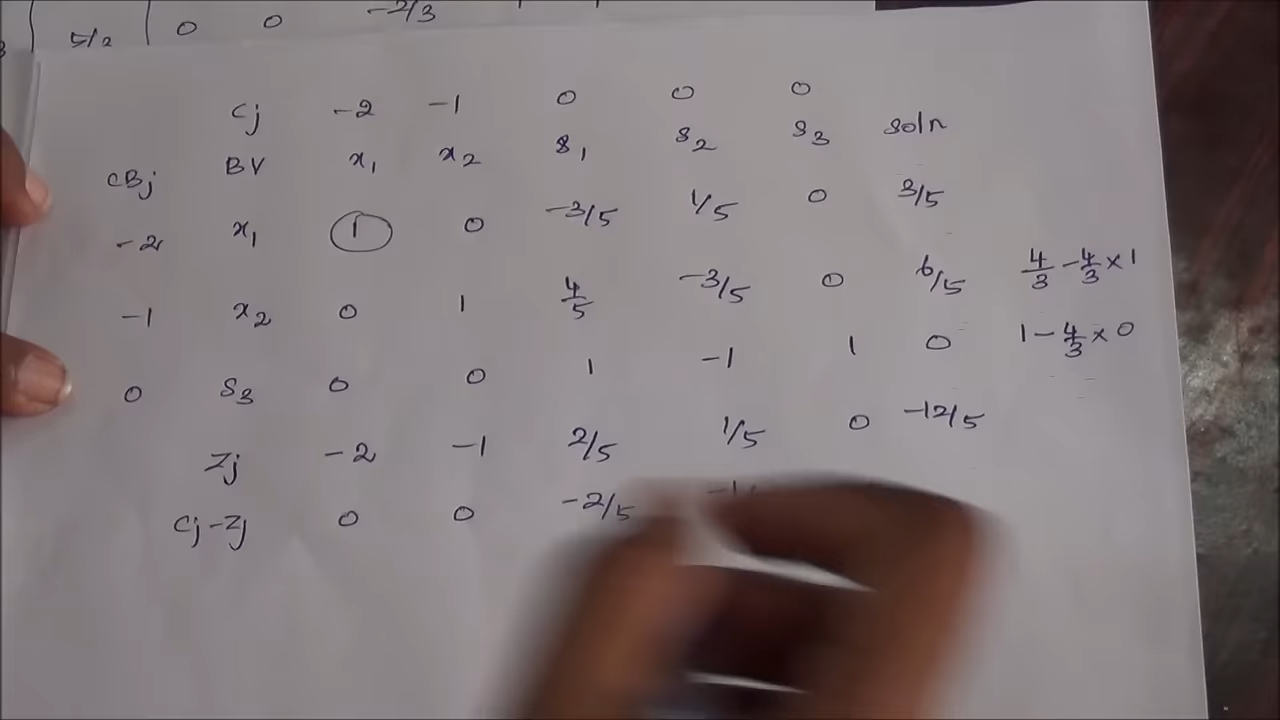 5/2 0 0 -2/3
Cj -2 -1 0 0 0
CBj BV x1 x2 s1 s2 s3 soln
-2 x1 1 0 -3/5 1/5 0 3/5
-1 x2 0 1 4/5 -3/5 0 6/5 4/3 - 4/3 × 1
0 s3 0 0 1 -1 1 0 1 - 4/3 × 0
Zj -2 -1 2/5 1/5 0 -12/5
Cj - Zj 0 0 -2/5